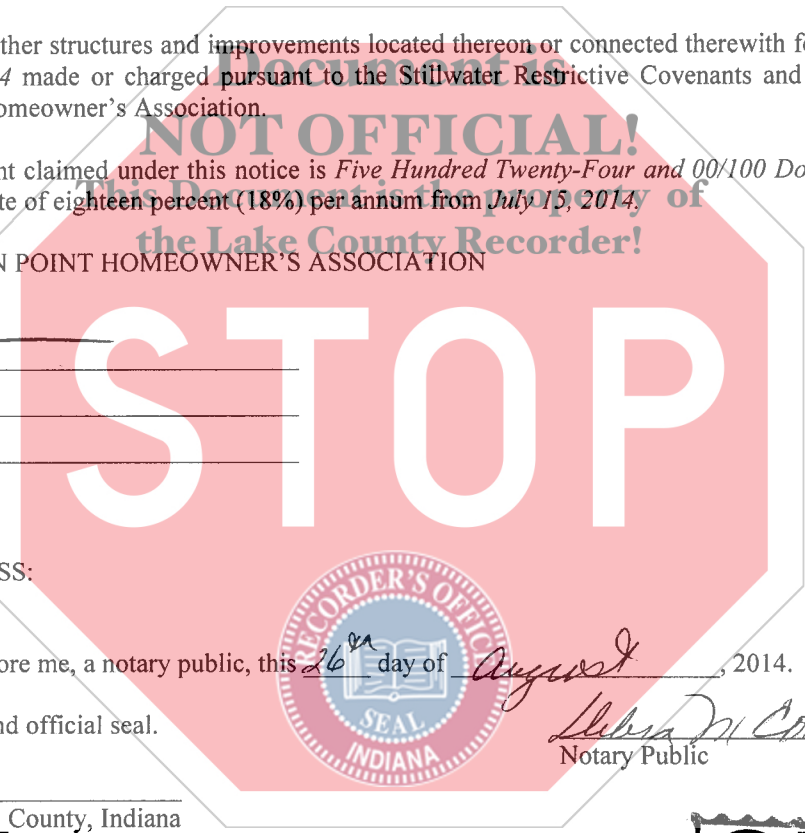 ther structures and improvements located thereon or connected therewith f
4 made or charged pursuant to the Stillwater Restrictive Covenants and
omeowner's Association.
Document is
NOT OFFICIAL!
This Document is the property of
the Lake County Recorder!
nt claimed under this notice is Five Hundred Twenty-Four and 00/100 Do
te of eighteen percent (18%) per annum from July 15, 2014.
N POINT HOMEOWNER'S ASSOCIATION
STOP
SS:
RECORDER'S OFFICE
SEAL
INDIANA
ore me, a notary public, this 26th day of August, 2014.
nd official seal.
Debra M Co
Notary Public
County, Indiana